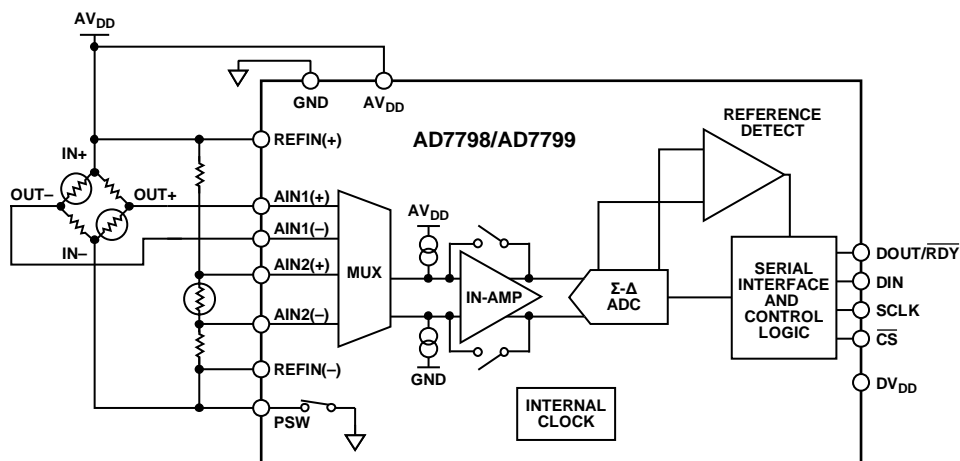 AVDD
GND
AVDD
REFIN(+)
AD7798/AD7799
REFERENCE
DETECT
IN+
OUT–
OUT+
AIN1(+)
AIN1(–)
IN–
AIN2(+)
AIN2(–)
REFIN(–)
PSW
MUX
AVDD
GND
IN-AMP
Σ-Δ
ADC
SERIAL
INTERFACE
AND
CONTROL
LOGIC
DOUT/RDY
DIN
SCLK
CS
DVDD
INTERNAL
CLOCK